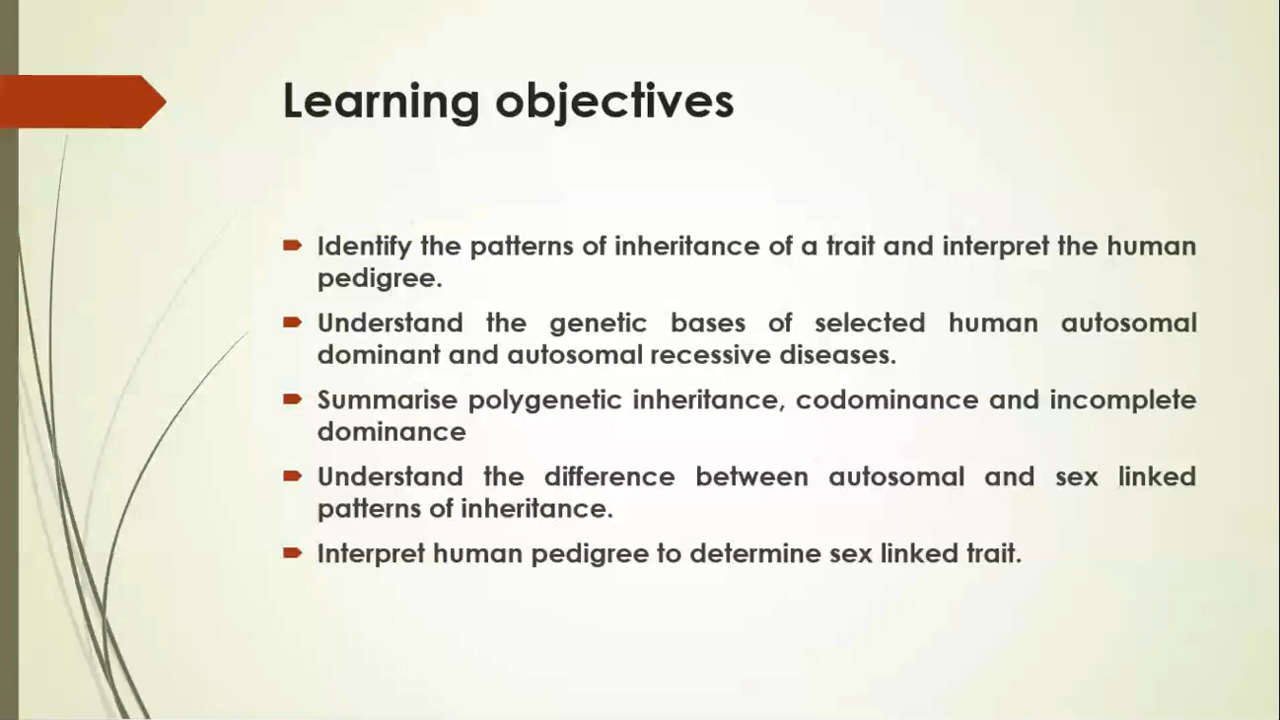 Learning objectives
Identify the patterns of inheritance of a trait and interpret the human
pedigree.
Understand the genetic bases of selected human autosomal
dominant and autosomal recessive diseases.
Summarise polygenetic inheritance, codominance and incomplete
dominance
Understand the difference between autosomal and sex linked
patterns of inheritance.
Interpret human pedigree to determine sex linked trait.